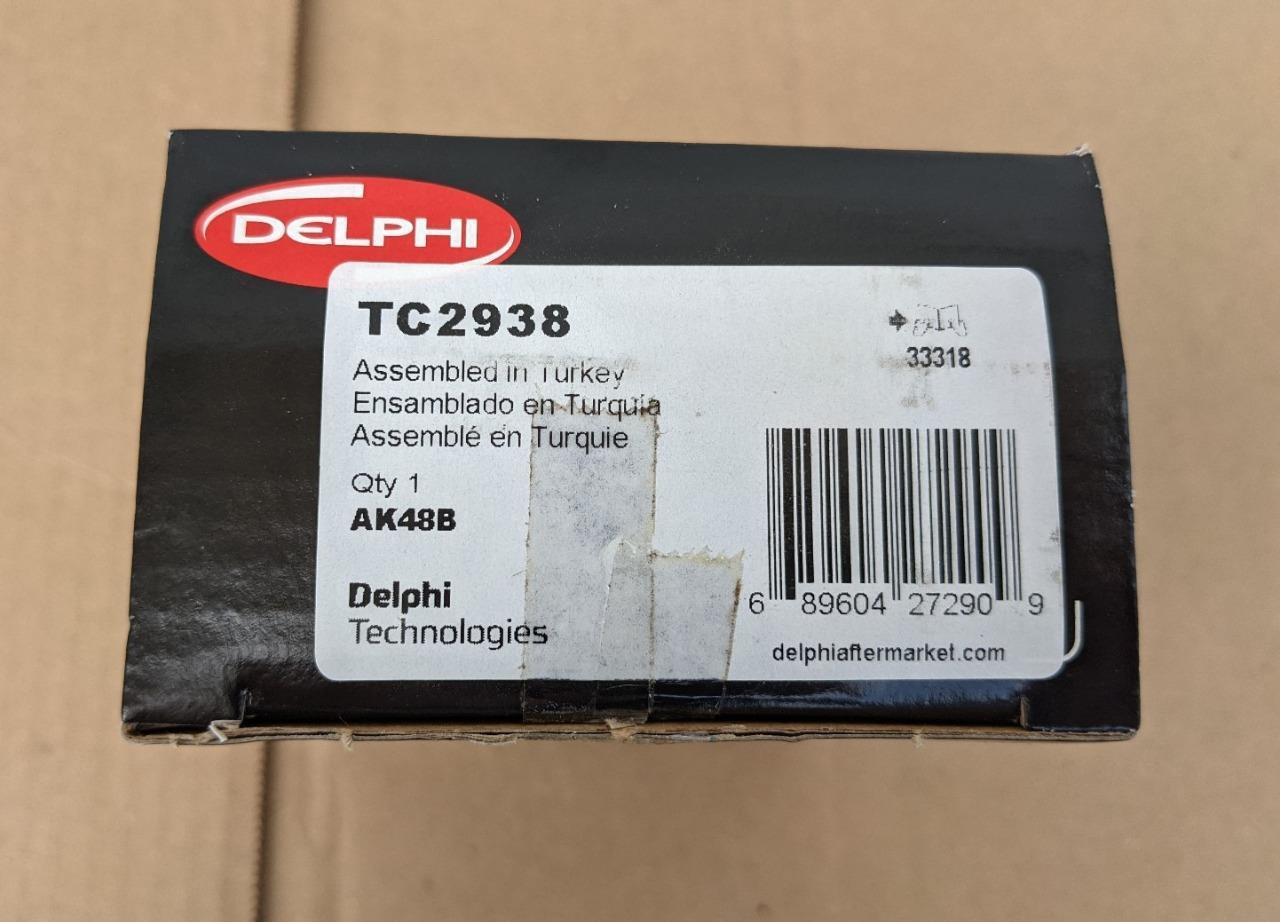 DELPHI
TC2938
33318
Assembled in Turkey
Ensamblado en Turquía
Assemblé en Turquie
Qty 1
AK48B
Delphi
Technologies
6 89604 27290 9
delphiaftermarket.com